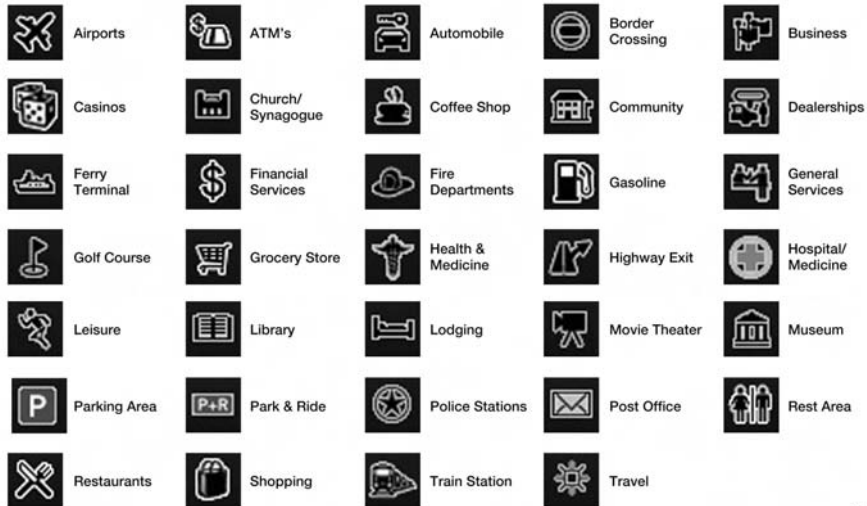 Airports
ATM's
Automobile
Border
Crossing
Business
Casinos
Church/
Synagogue
Coffee Shop
Community
Dealerships
Ferry
Terminal
$
Financial
Services
Fire
Departments
Gasoline
General
Services
Golf Course
Grocery Store
Health &
Medicine
Highway Exit
Hospital/
Medicine
Leisure
Library
Lodging
Movie Theater
Museum
P
Parking Area
P+R
Park & Ride
Police Stations
Post Office
Rest Area
Restaurants
Shopping
Train Station
Travel